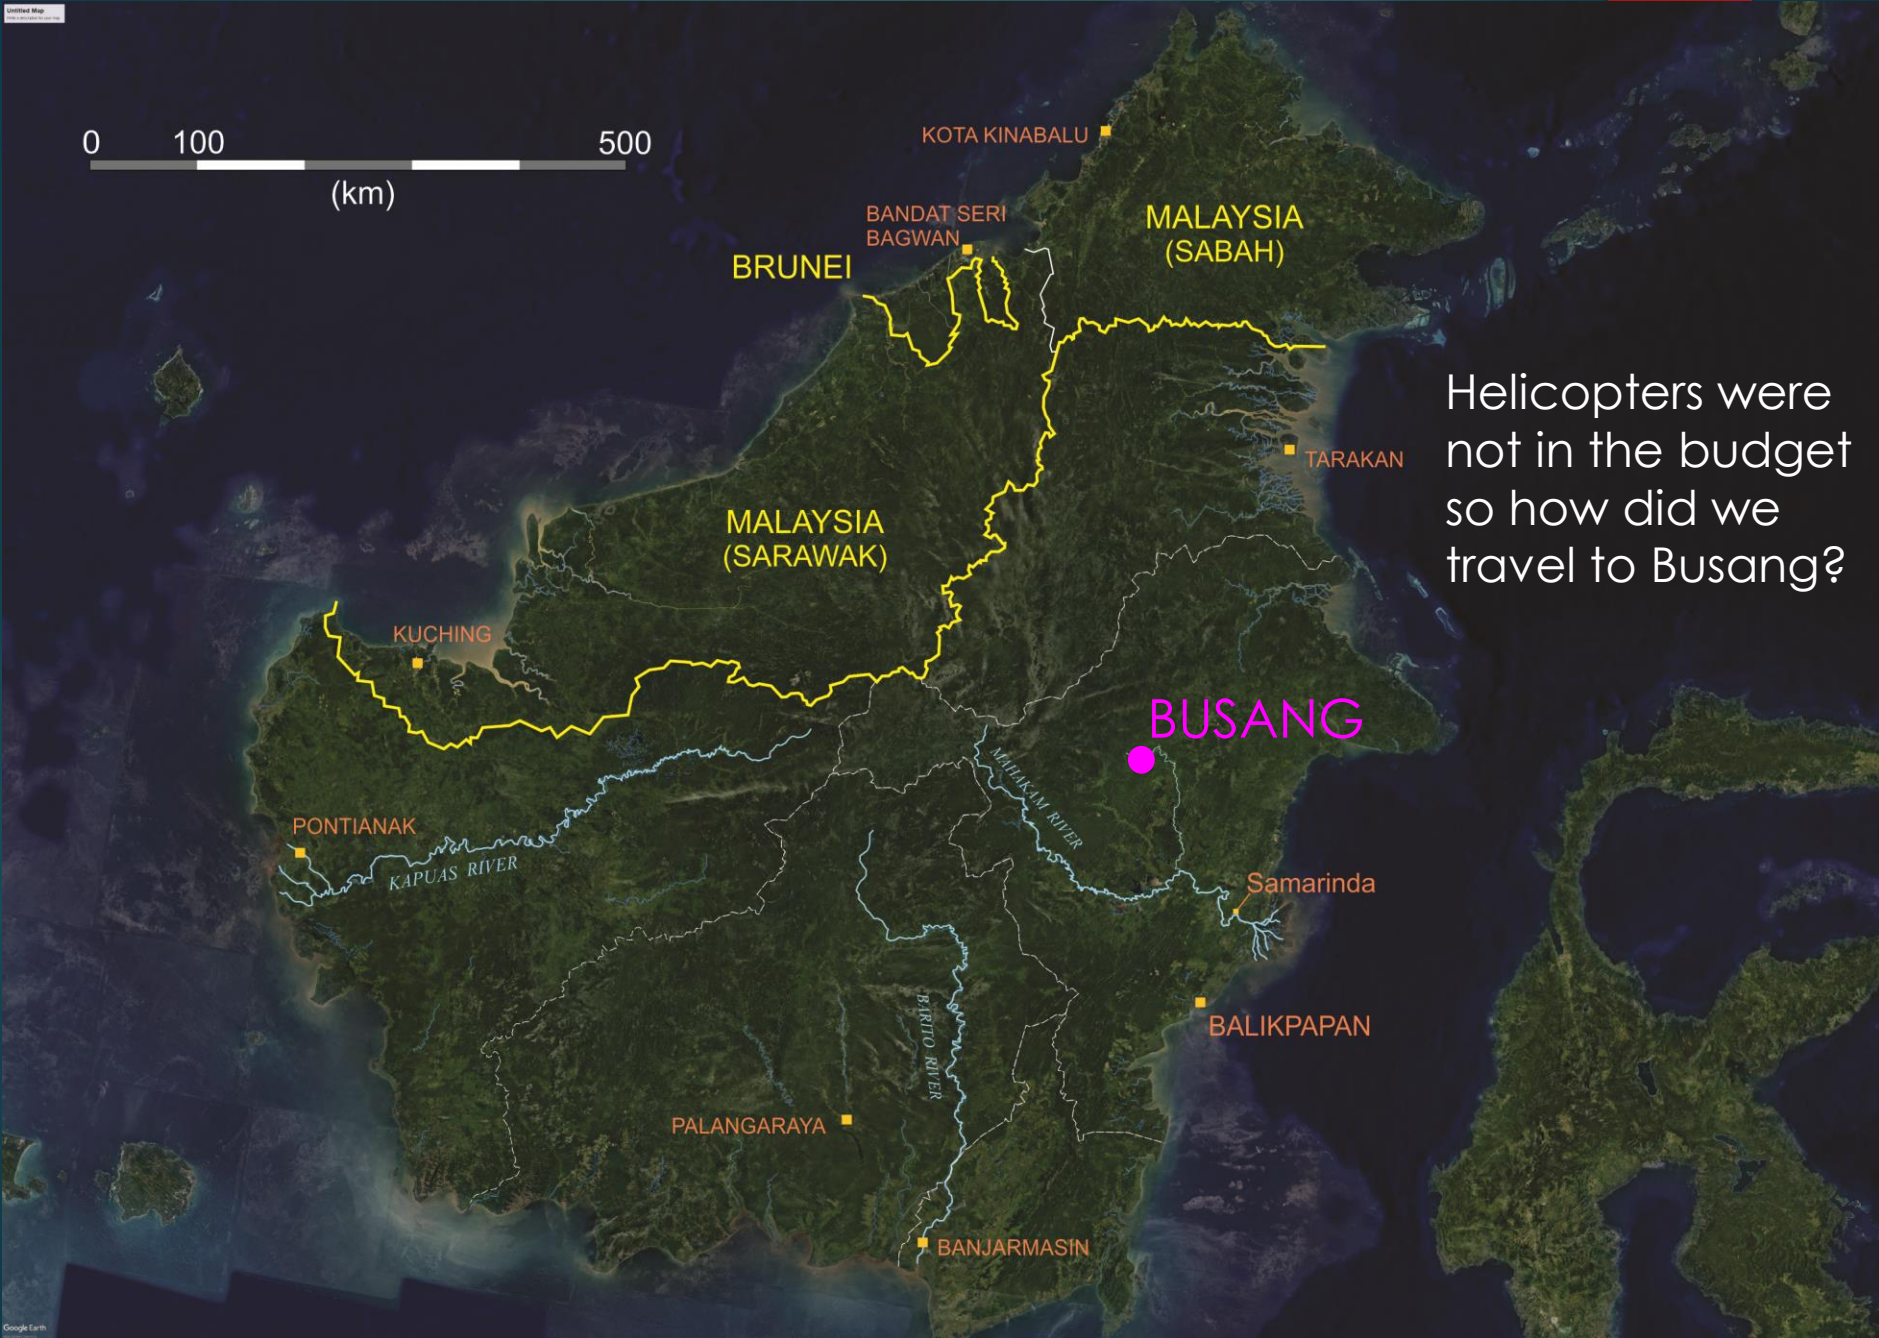 Untitled Map
0 100 500
(km)
KOTA KINABALU
BANDAT SERI
BAGWAN
BRUNEI
MALAYSIA
(SABAH)
Helicopters were
not in the budget
so how did we
travel to Busang?
TARAKAN
MALAYSIA
(SARAWAK)
KUCHING
BUSANG
MAHAKAM RIVER
PONTIANAK
KAPUAS RIVER
Samarinda
BARITO RIVER
BALIKPAPAN
PALANGARAYA
BANJARMASIN
Google Earth